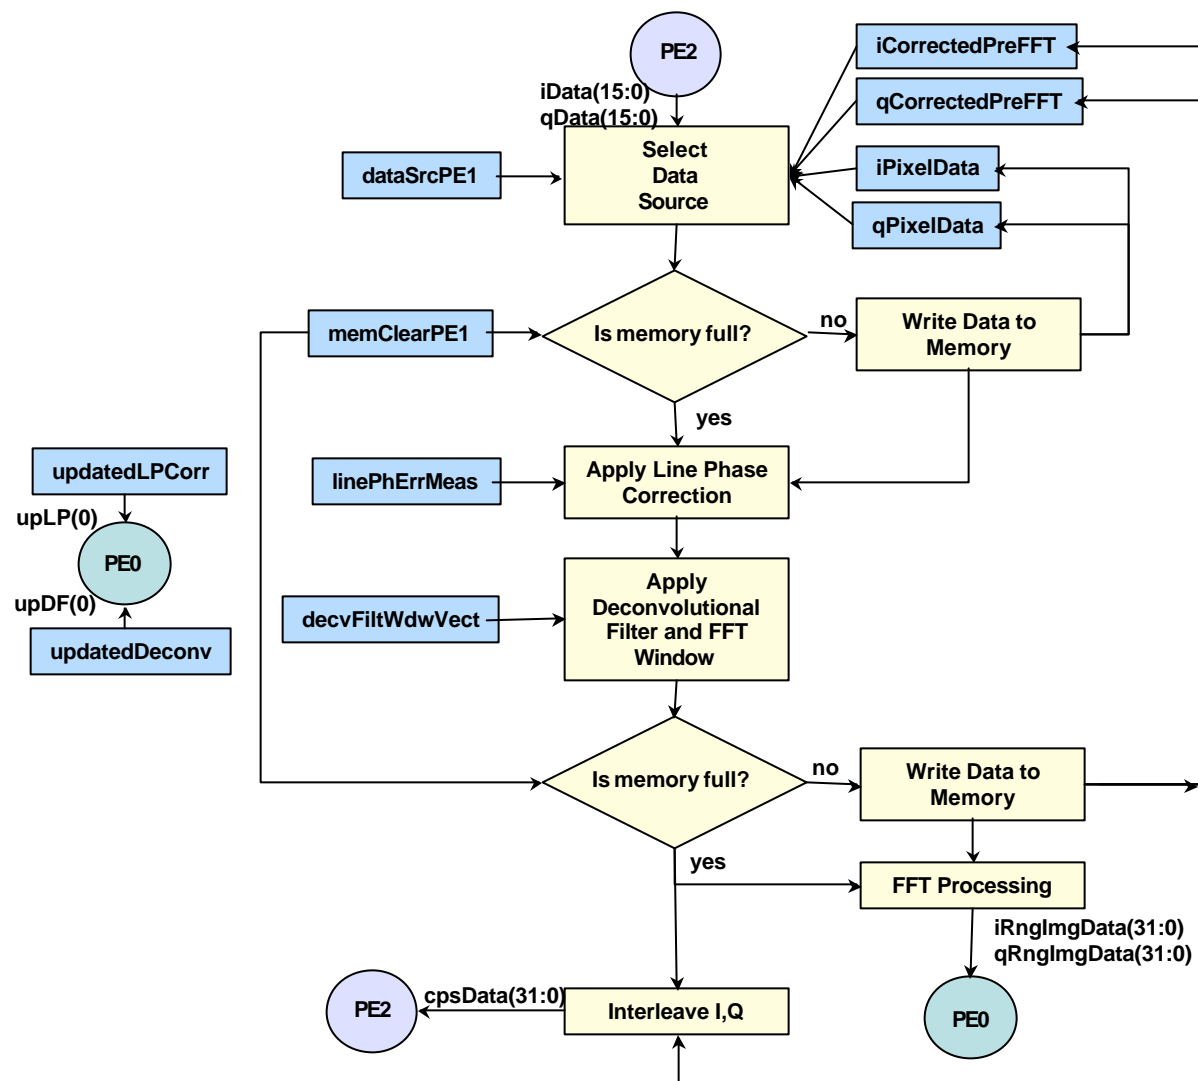 PE2
iCorrectedPreFFT
iData(15:0)
qData(15:0)
qCorrectedPreFFT
Select
Data
Source
dataSrcPE1
iPixelData
qPixelData
memClearPE1
Is memory full?
no
Write Data to
Memory
yes
updatedLPCorr
upLP(0)
PE0
upDF(0)
updatedDeconv
linePhErrMeas
Apply Line Phase
Correction
decvFiltWdwVect
Apply
Deconvolutional
Filter and FFT
Window
Is memory full?
no
Write Data to
Memory
yes
FFT Processing
iRngImgData(31:0)
qRngImgData(31:0)
PE2
cpsData(31:0)
Interleave I,Q
PE0